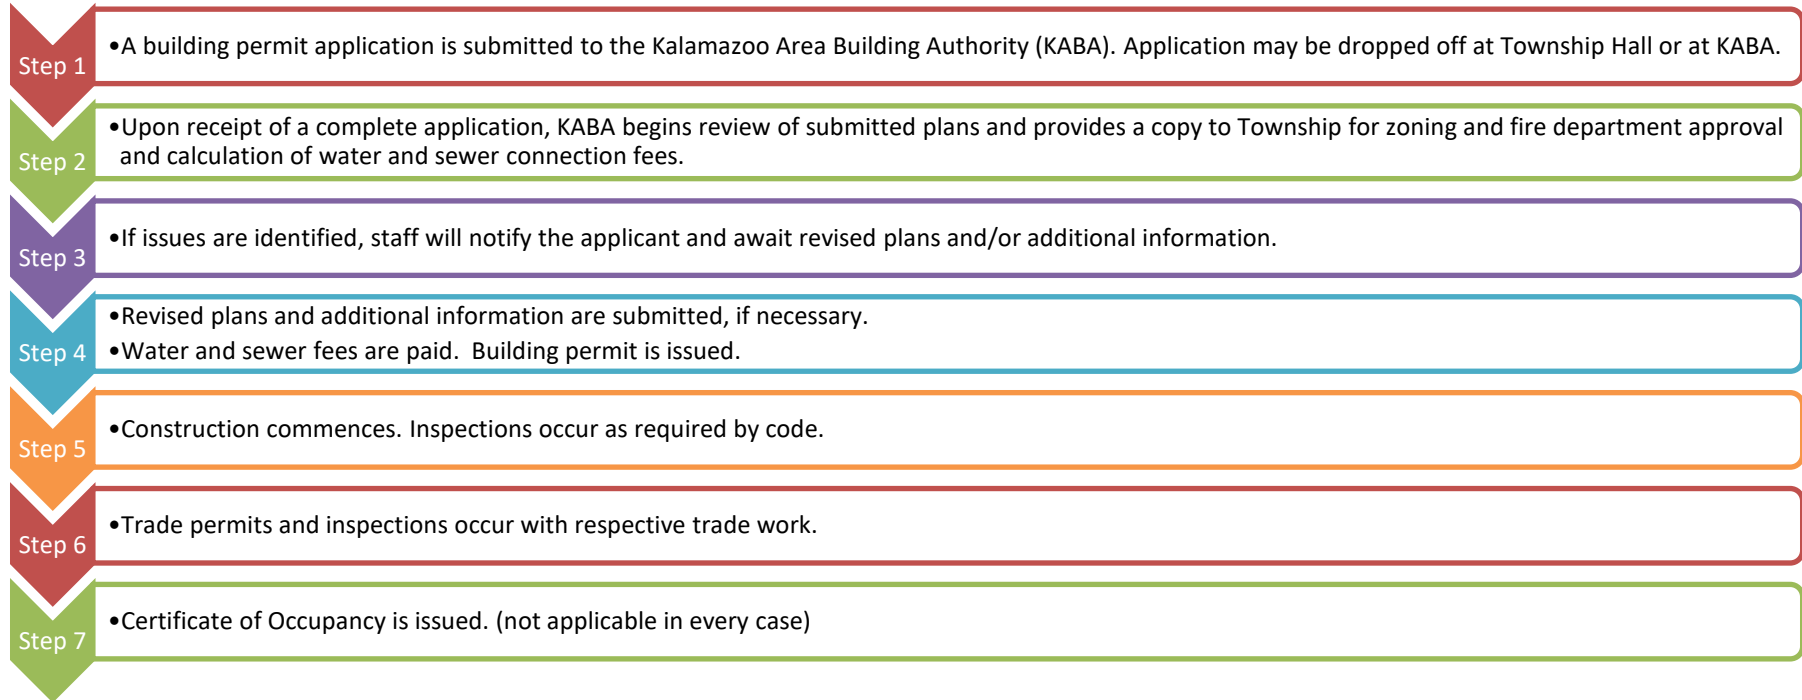 Step 1
•A building permit application is submitted to the Kalamazoo Area Building Authority (KABA). Application may be dropped off at Township Hall or at KABA.
Step 2
•Upon receipt of a complete application, KABA begins review of submitted plans and provides a copy to Township for zoning and fire department approval
and calculation of water and sewer connection fees.
Step 3
•If issues are identified, staff will notify the applicant and await revised plans and/or additional information.
Step 4
•Revised plans and additional information are submitted, if necessary.
•Water and sewer fees are paid.  Building permit is issued.
Step 5
•Construction commences. Inspections occur as required by code.
Step 6
•Trade permits and inspections occur with respective trade work.
Step 7
•Certificate of Occupancy is issued. (not applicable in every case)